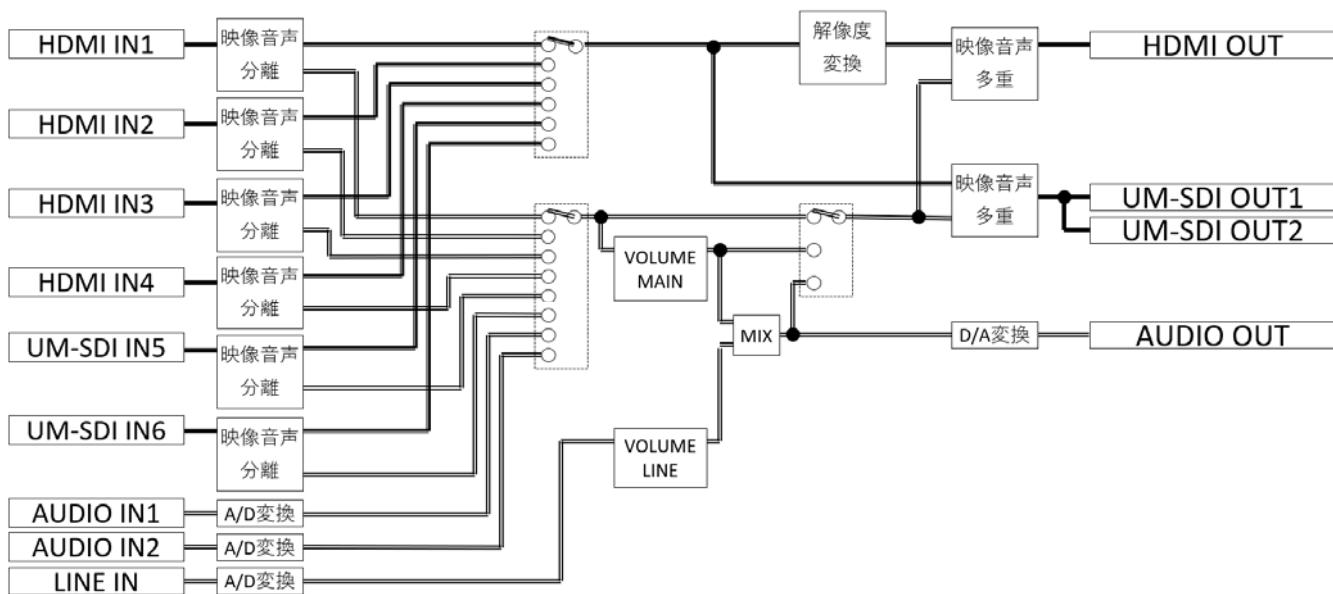 HDMI IN1
映像音声
分離
HDMI IN2
映像音声
分離
HDMI IN3
映像音声
分離
HDMI IN4
映像音声
分離
UM-SDI IN5
映像音声
分離
UM-SDI IN6
映像音声
分離
AUDIO IN1
A/D変換
AUDIO IN2
A/D変換
LINE IN
A/D変換
VOLUME
MAIN
VOLUME
LINE
MIX
解像度
変換
映像音声
多重
映像音声
多重
D/A変換
HDMI OUT
UM-SDI OUT1
UM-SDI OUT2
AUDIO OUT